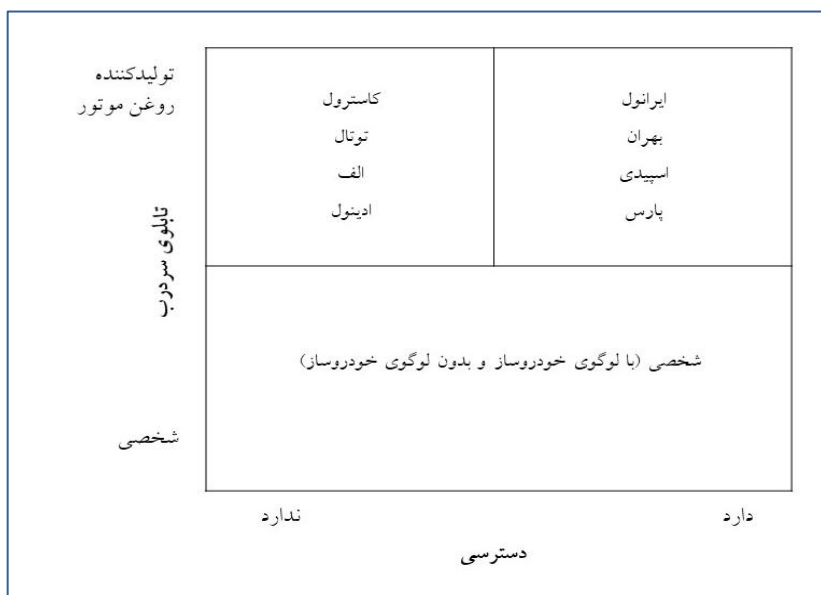 تولیدکننده
روغن موتور
ایرانول
بهران
اسپیدی
پارس
کاسترول
توتال
الف
ادینول
تابلوی سردرب
شخصی (با لوگوی خودروساز و بدون لوگوی خودروساز)
شخصی
دارد
ندارد
دسترسی